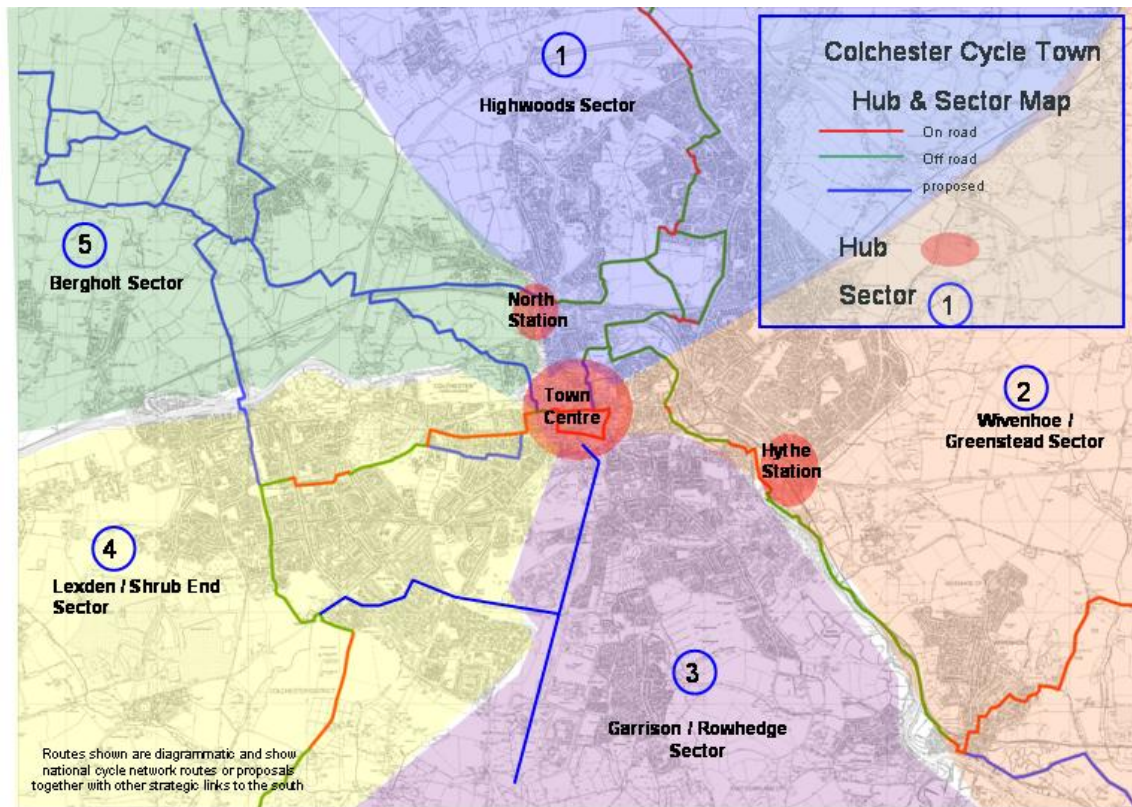 Colchester Cycle Town
Hub & Sector Map
On road
Off road
proposed
Hub
Sector
1
1
Highwoods Sector
5
Bergholt Sector
North
Station
Town
Centre
2
Wivenhoe /
Greenstead Sector
Hythe
Station
4
Lexden / Shrub End
Sector
3
Garrison / Rowhedge
Sector
Routes shown are diagrammatic and show
national cycle network routes or proposals
together with other strategic links to the south
COLCHESTER